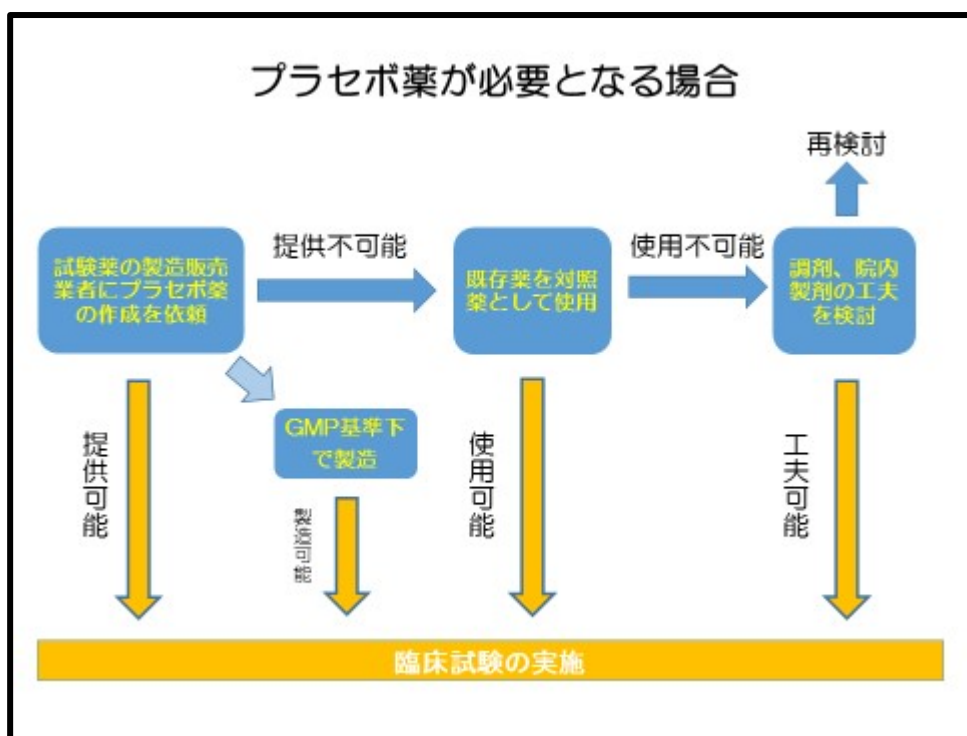 プラセボ薬が必要となる場合
再検討
試験薬の製造販売
業者にプラセボ薬
の作成を依頼
提供不可能
既存薬を対照
薬として使用
使用不可能
調剤、院内
製剤の工夫
を検討
提供可能
GMP基準下
で製造
使用可能
工夫可能
臨床試験の実施